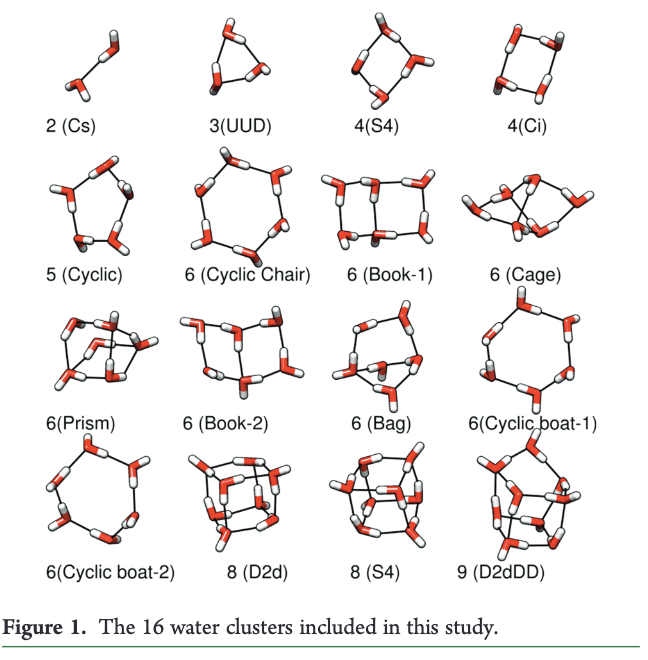 2 (Cs) 3(UUD) 4(S4) 4(Ci)
5 (Cyclic) 6 (Cyclic Chair) 6 (Book-1) 6 (Cage)
6(Prism) 6 (Book-2) 6 (Bag) 6(Cyclic boat-1)
6(Cyclic boat-2) 8 (D2d) 8 (S4) 9 (D2dDD)
Figure 1. The 16 water clusters included in this study.